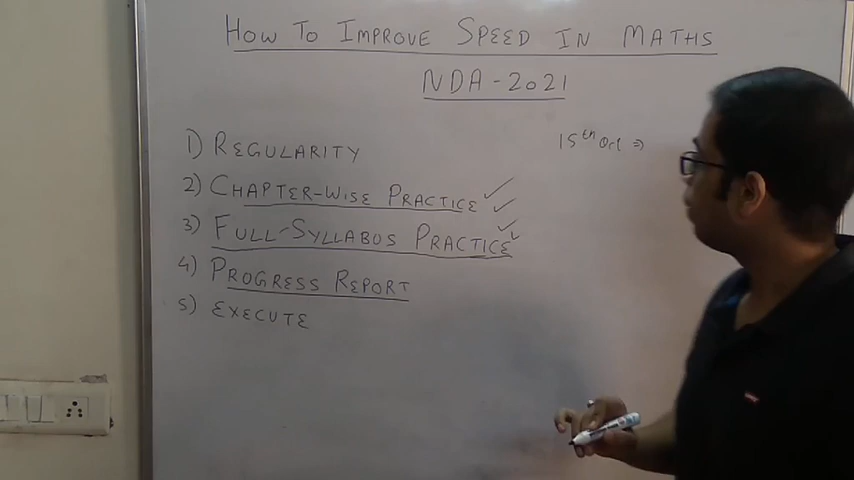 HOW TO IMPROVE SPEED IN MATHS
NDA-2021
15th Oct ⇒
1) REGULARITY
2) CHAPTER-WISE PRACTICE ✓✓
3) FULL-SYLLABOS PRACTICE ✓✓
4) PROGRESS REPORT
5) EXECUTE